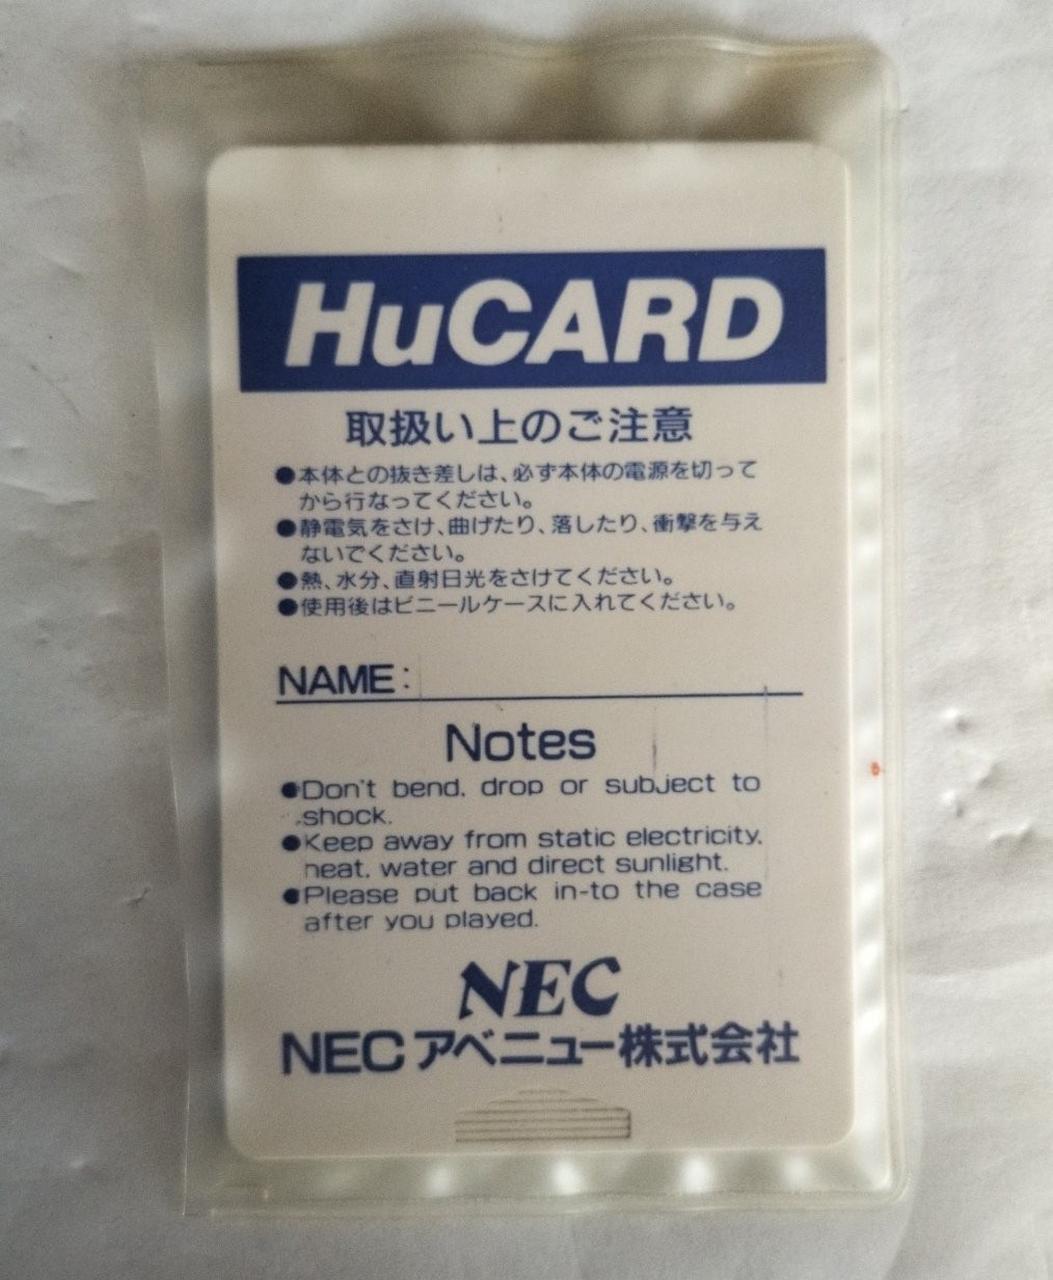 HuCARD
取扱い上のご注意
●本体との抜き差しは、必ず本体の電源を切って
から行なってください。
●静電気をさけ、曲げたり、落したり、衝撃を与え
ないでください。
●熱、水分、直射日光をさけてください。
●使用後はビニールケースに入れてください。
NAME:
Notes
●Don't bend, drop or subject to
shock.
●Keep away from static electricity,
heat, water and direct sunlight.
●Please put back in-to the case
after you played.
NEC
NECアベニュー株式会社